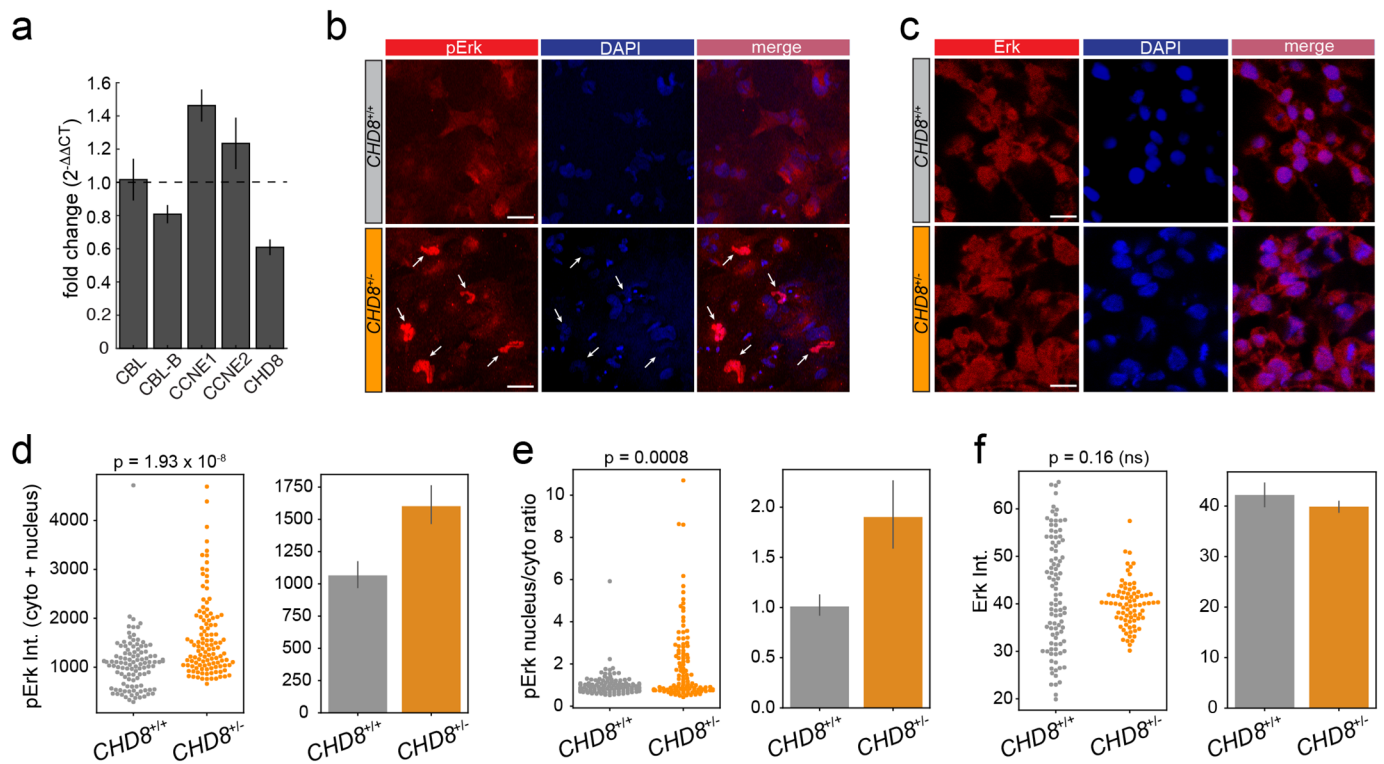 a
fold change (2^-ΔΔCT)
1.6
1.4
1.2
1.0
0.8
0.6
0.4
0.2
0
CBL
CBL-B
CCNE1
CCNE2
CHD8
b
pErk DAPI merge
CHD8+/+
CHD8+/-
c
Erk DAPI merge
CHD8+/+
CHD8+/-
d
p = 1.93 x 10^-8
pErk Int. (cyto + nucleus)
4000
3000
2000
1000
CHD8+/+ CHD8+/-
1750
1500
1250
1000
750
500
250
0
CHD8+/+ CHD8+/-
e
p = 0.0008
pErk nucleus/cyto ratio
10
8
6
4
2
0
CHD8+/+ CHD8+/-
2.0
1.5
1.0
0.5
0.0
CHD8+/+ CHD8+/-
f
p = 0.16 (ns)
Erk Int.
60
50
40
30
20
CHD8+/+ CHD8+/-
40
30
20
10
0
CHD8+/+ CHD8+/-